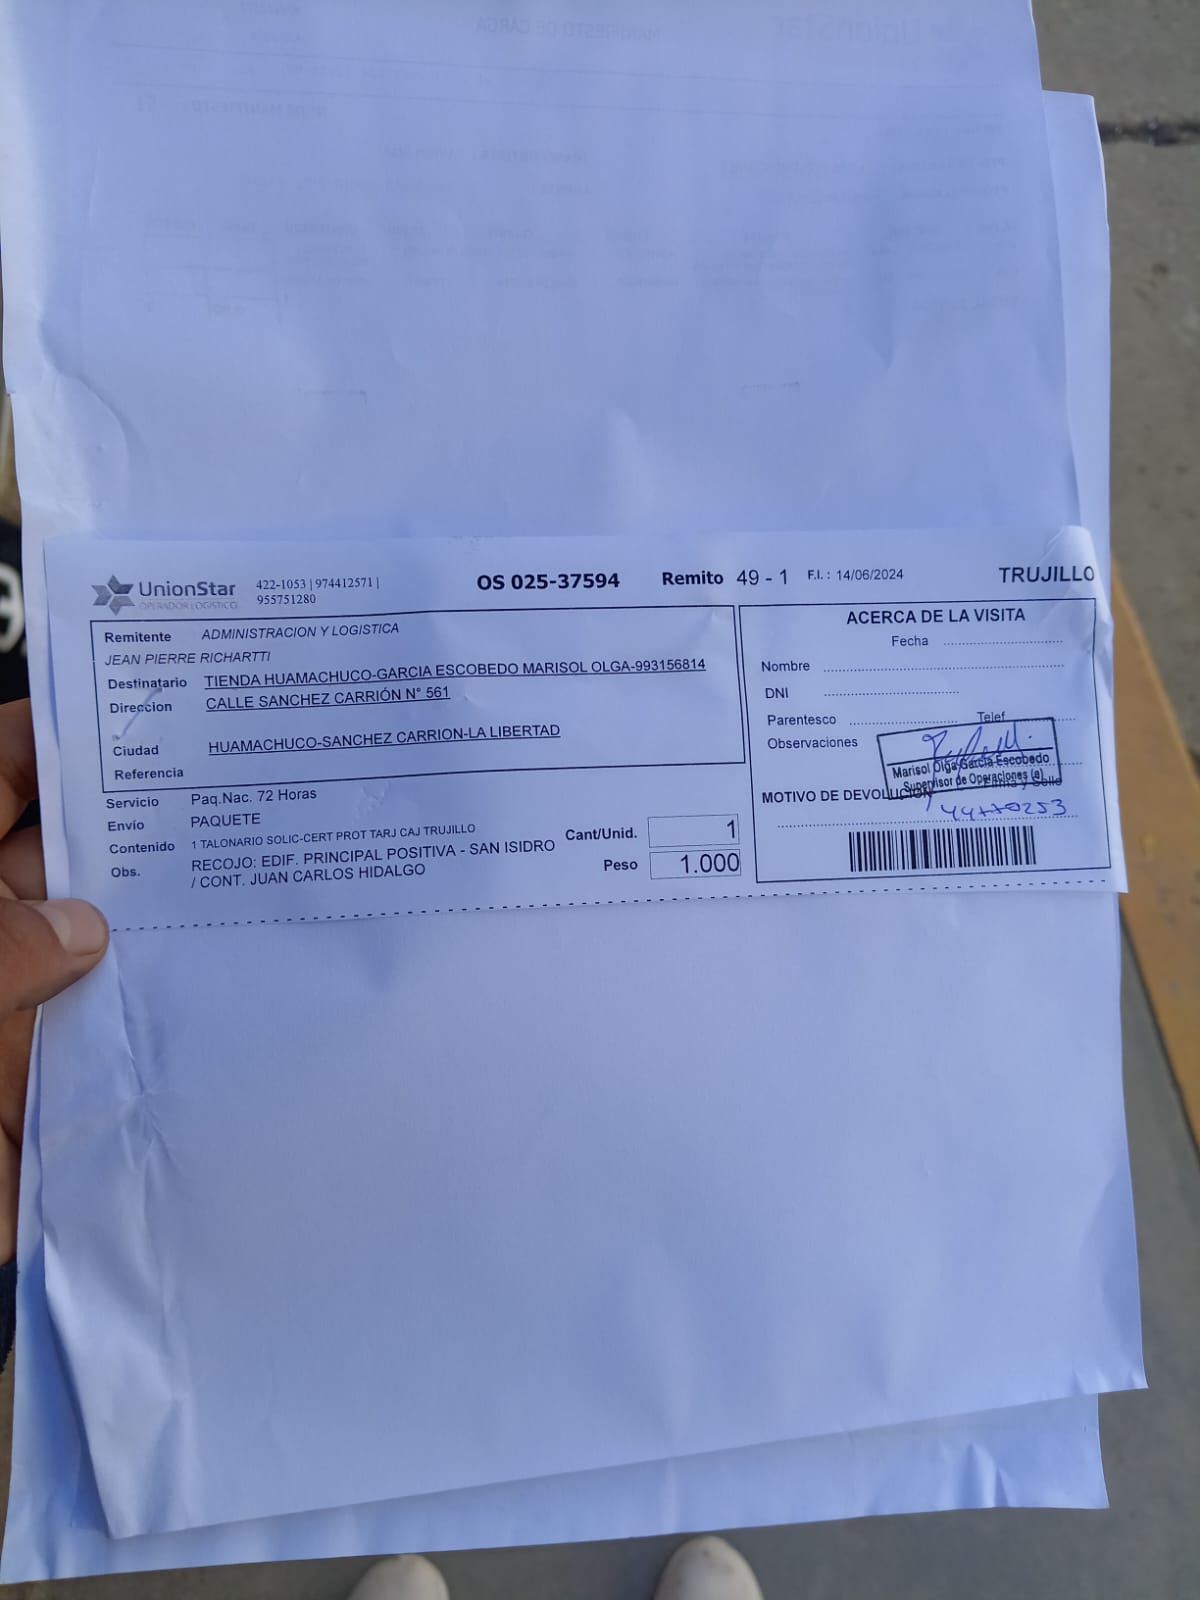 UnionStar
OPERADOR LOGISTICO
422-1053 | 974412571 |
955751280
OS 025-37594
Remito 49 - 1
F.I. : 14/06/2024
TRUJILLO
Remitente ADMINISTRACION Y LOGISTICA
JEAN PIERRE RICHARTTI
Destinatario TIENDA HUAMACHUCO-GARCIA ESCOBEDO MARISOL OLGA-993156814
Direccion CALLE SANCHEZ CARRIÓN N° 561
Ciudad HUAMACHUCO-SANCHEZ CARRION-LA LIBERTAD
Referencia
Servicio Paq.Nac. 72 Horas
Envío PAQUETE
Contenido 1 TALONARIO SOLIC-CERT PROT TARJ CAJ TRUJILLO
Obs. RECOJO: EDIF. PRINCIPAL POSITIVA - SAN ISIDRO
/ CONT. JUAN CARLOS HIDALGO
Cant/Unid. 1
Peso 1.000
ACERCA DE LA VISITA
Fecha
Nombre
DNI
Parentesco Telef
Observaciones
Marisol Olga Garcia Escobedo
Supervisor de Operaciones (e)
Firma y Sello
MOTIVO DE DEVOLUCION
MANIFIESTO DE CARGA
UnionStar